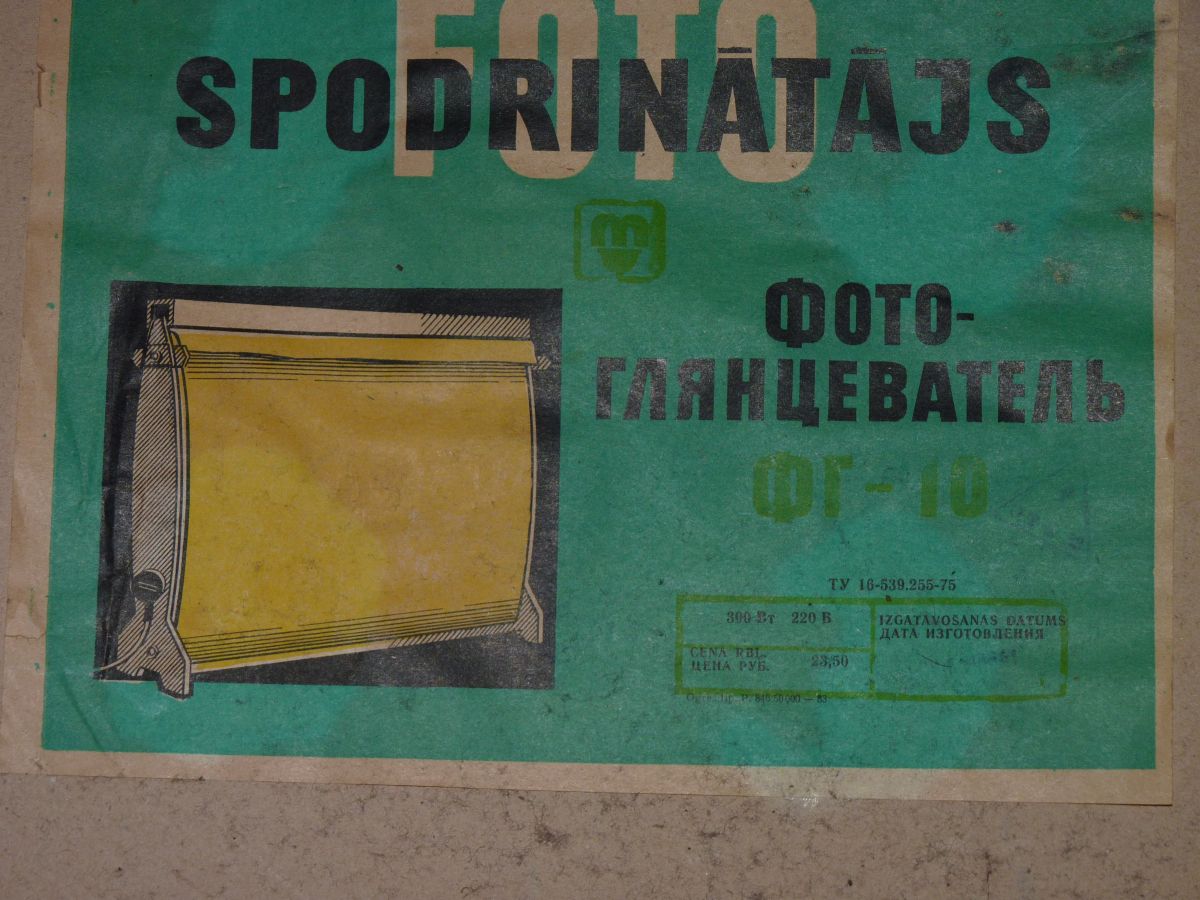 FOTO
SPODRINĀTĀJS
ФОТО-
ГЛЯНЦЕВАТЕЛЬ
ФГ-10
ТУ 16-539.255-75
300 Вт 220 В
CENA RBL.
ЦЕНА РУБ. 23,50
IZGATAVOSANAS DATUMS
ДАТА ИЗГОТОВЛЕНИЯ